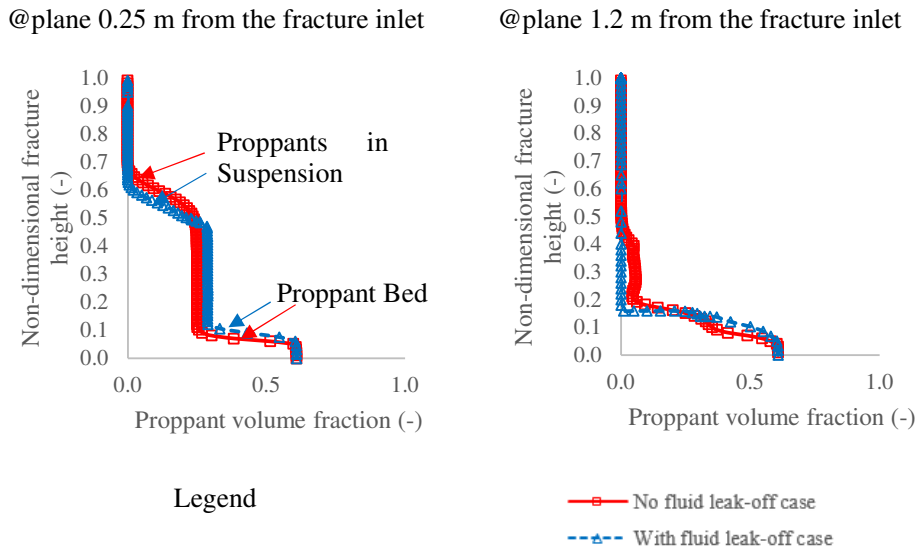 @plane 0.25 m from the fracture inlet
@plane 1.2 m from the fracture inlet
Non-dimensional fracture
height (-)
1.0
0.9
0.8
0.7
0.6
0.5
0.4
0.3
0.2
0.1
0.0
Proppants in
Suspension
Proppant Bed
0.0 0.5 1.0
Proppant volume fraction (-)
Non-dimensional fracture
height (-)
1.0
0.9
0.8
0.7
0.6
0.5
0.4
0.3
0.2
0.1
0.0
0.0 0.5 1.0
Proppant volume fraction (-)
Legend
No fluid leak-off case
With fluid leak-off case